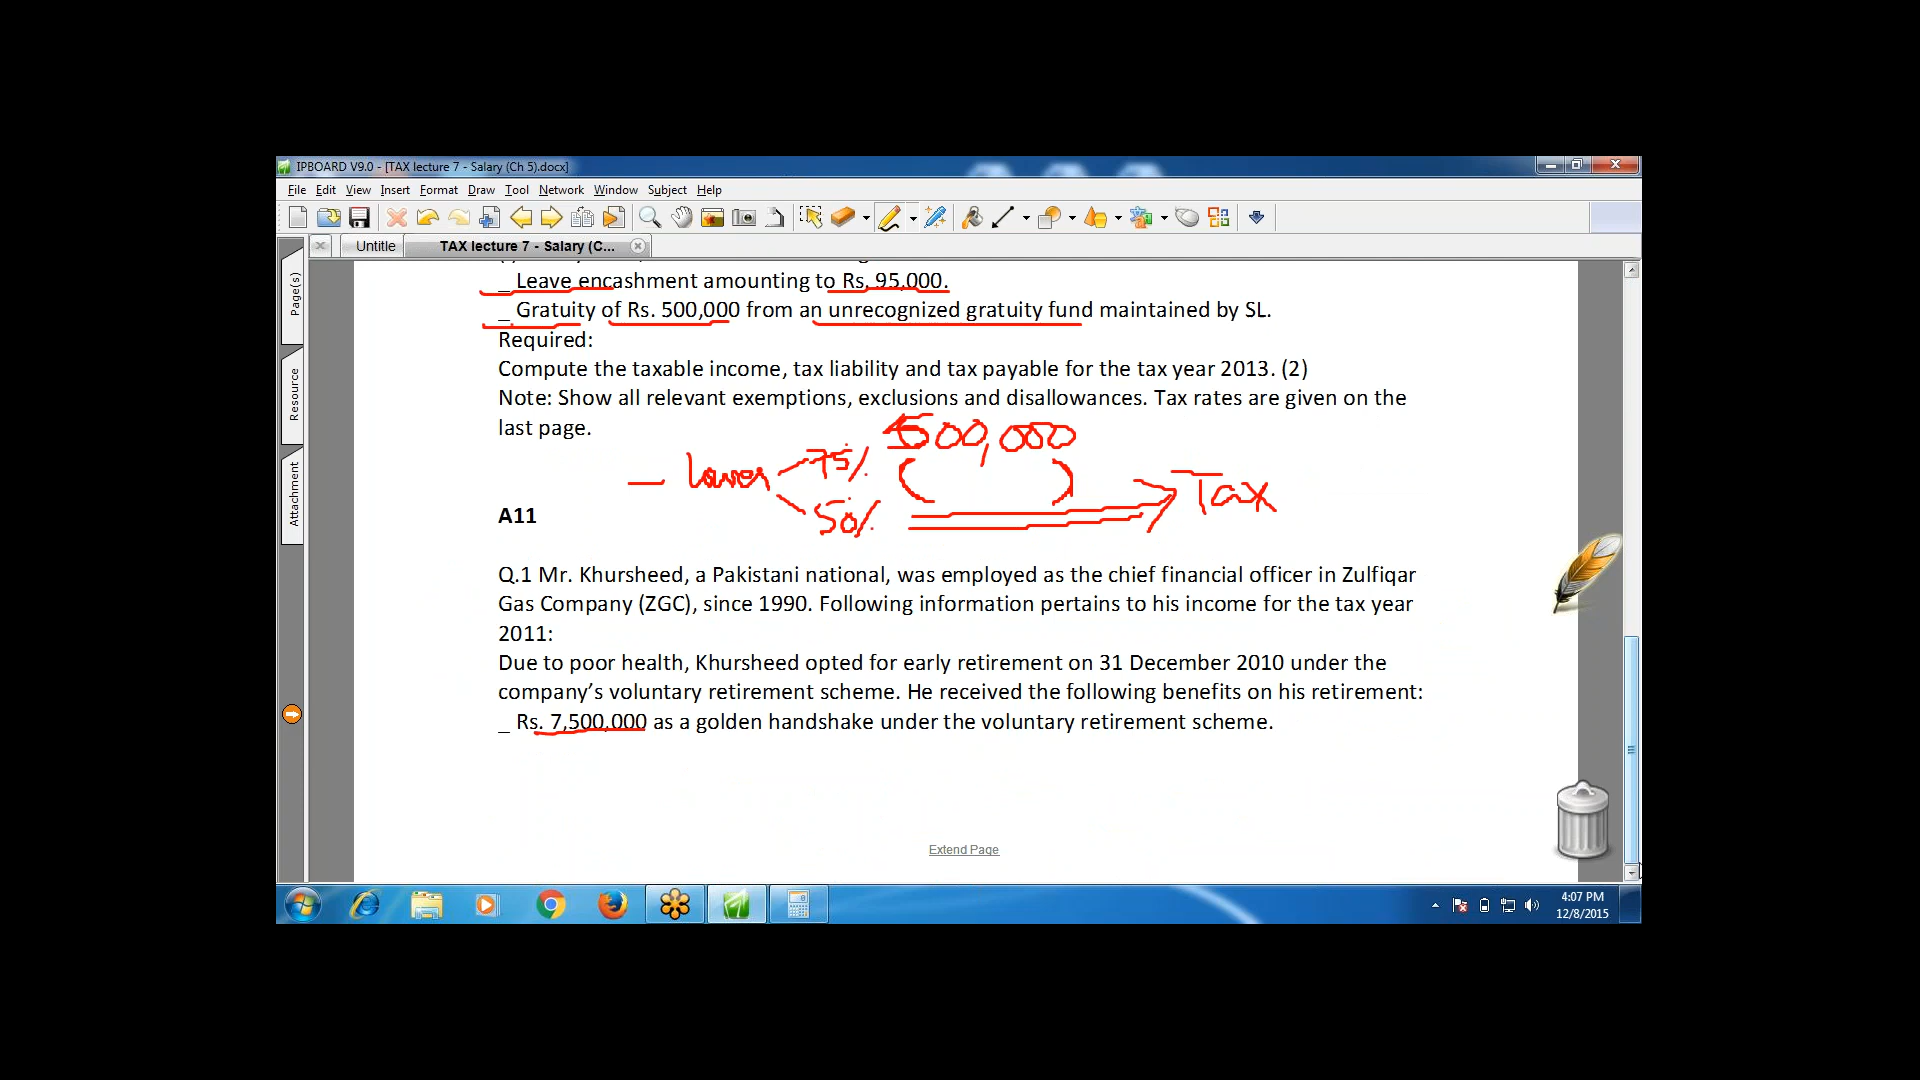 IPBOARD V9.0 - [TAX lecture 7 - Salary (Ch 5).docx]
File Edit View Insert Format Draw Tool Network Window Subject Help
Untitle TAX lecture 7 - Salary (C...
Page(s)
Resource
Attachment
_ Leave encashment amounting to Rs. 95,000.
_ Gratuity of Rs. 500,000 from an unrecognized gratuity fund maintained by SL.
Required:
Compute the taxable income, tax liability and tax payable for the tax year 2013. (2)
Note: Show all relevant exemptions, exclusions and disallowances. Tax rates are given on the
last page.
500,000
— Lower 75%
50%
Tax
A11
Q.1 Mr. Khursheed, a Pakistani national, was employed as the chief financial officer in Zulfiqar
Gas Company (ZGC), since 1990. Following information pertains to his income for the tax year
2011:
Due to poor health, Khursheed opted for early retirement on 31 December 2010 under the
company’s voluntary retirement scheme. He received the following benefits on his retirement:
_ Rs. 7,500,000 as a golden handshake under the voluntary retirement scheme.
Extend Page
4:07 PM
12/8/2015